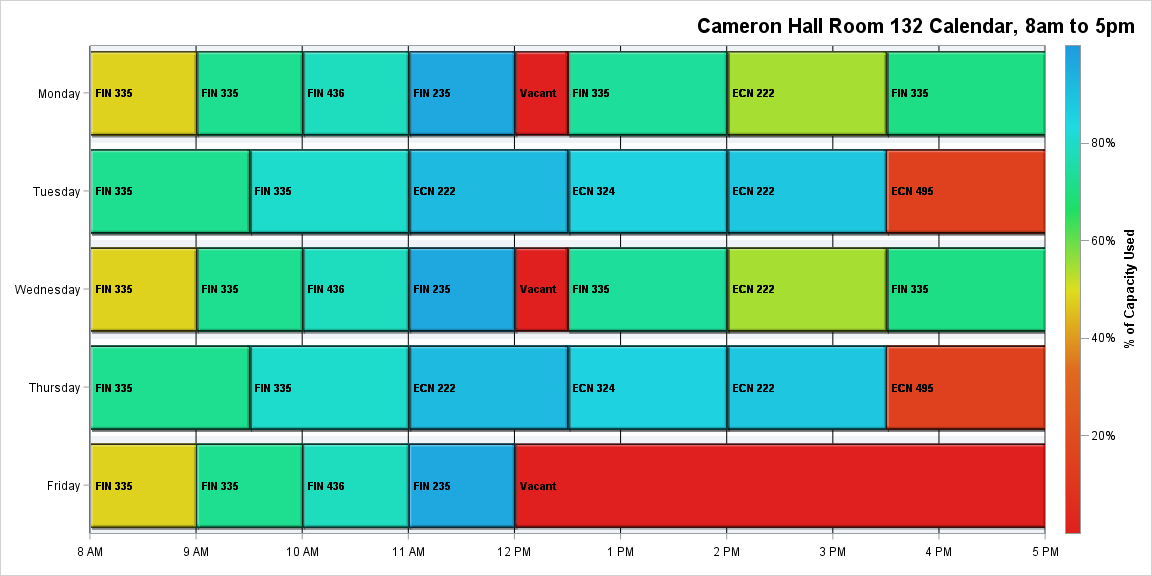 Cameron Hall Room 132 Calendar, 8am to 5pm
Monday
FIN 335
FIN 335
FIN 436
FIN 235
Vacant
FIN 335
ECN 222
FIN 335
Tuesday
FIN 335
FIN 335
ECN 222
ECN 324
ECN 222
ECN 495
Wednesday
FIN 335
FIN 335
FIN 436
FIN 235
Vacant
FIN 335
ECN 222
FIN 335
Thursday
FIN 335
FIN 335
ECN 222
ECN 324
ECN 222
ECN 495
Friday
FIN 335
FIN 335
FIN 436
FIN 235
Vacant
8 AM
9 AM
10 AM
11 AM
12 PM
1 PM
2 PM
3 PM
4 PM
5 PM
80%
60%
40%
20%
% of Capacity Used